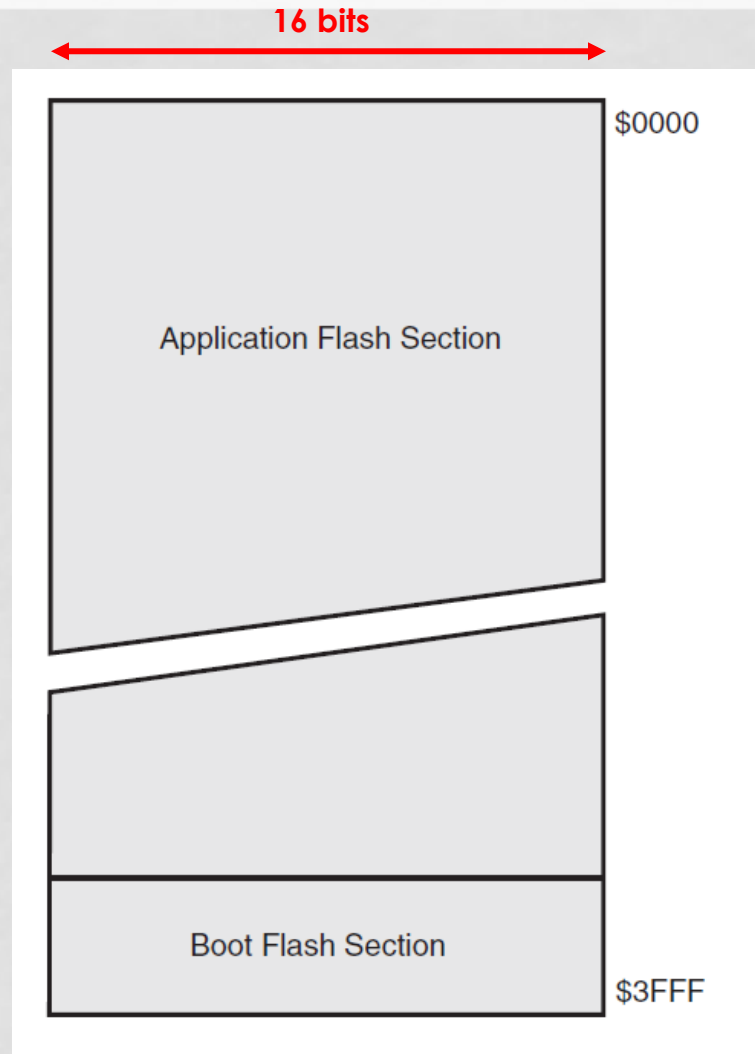 16 bits
$0000
Application Flash Section
Boot Flash Section
$3FFF